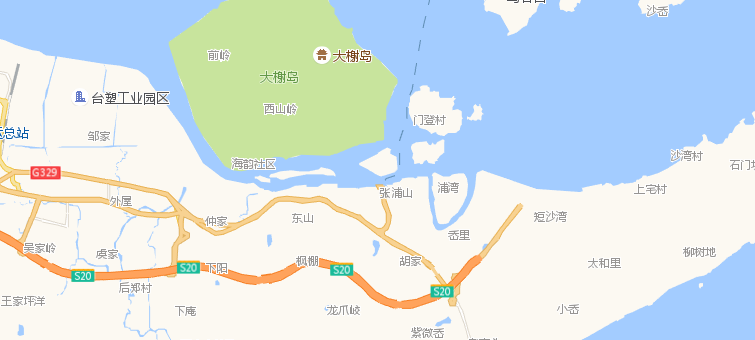 沙岙
前岭
大榭岛
大榭岛
台塑工业园区
西山岭
门登村
总站
邹家
沙湾村
海韵社区
G329
石门
张浦山
浦湾
上宅村
外屋
仲家
东山
短沙湾
岙里
吴家岭
虞家
下阳
枫棚
胡家
太和里
柳树地
S20
S20
S20
S20
后郑村
王家坪洋
下庵
龙爪岐
小岙
紫微岙